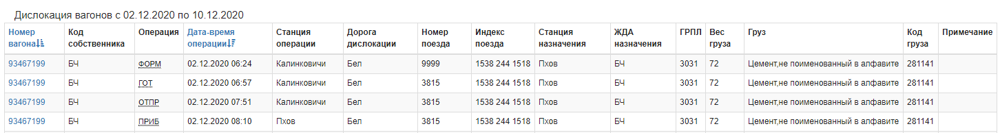 Дислокация вагонов с 02.12.2020 по 10.12.2020
Номер вагона Код собственника Операция Дата-время операции Станция операции Дорога дислокации Номер поезда Индекс поезда Станция назначения ЖДА назначения ГРПЛ Вес груза Груз Код груза Примечание
93467199 БЧ ФОРМ 02.12.2020 06:24 Калинковичи Бел 9999 1538 244 1518 Пхов БЧ 3031 72 Цемент,не поименованный в алфавите 281141
93467199 БЧ ГОТ 02.12.2020 06:57 Калинковичи Бел 3815 1538 244 1518 Пхов БЧ 3031 72 Цемент,не поименованный в алфавите 281141
93467199 БЧ ОТПР 02.12.2020 07:51 Калинковичи Бел 3815 1538 244 1518 Пхов БЧ 3031 72 Цемент,не поименованный в алфавите 281141
93467199 БЧ ПРИБ 02.12.2020 08:10 Пхов Бел 3815 1538 244 1518 Пхов БЧ 3031 72 Цемент,не поименованный в алфавите 281141